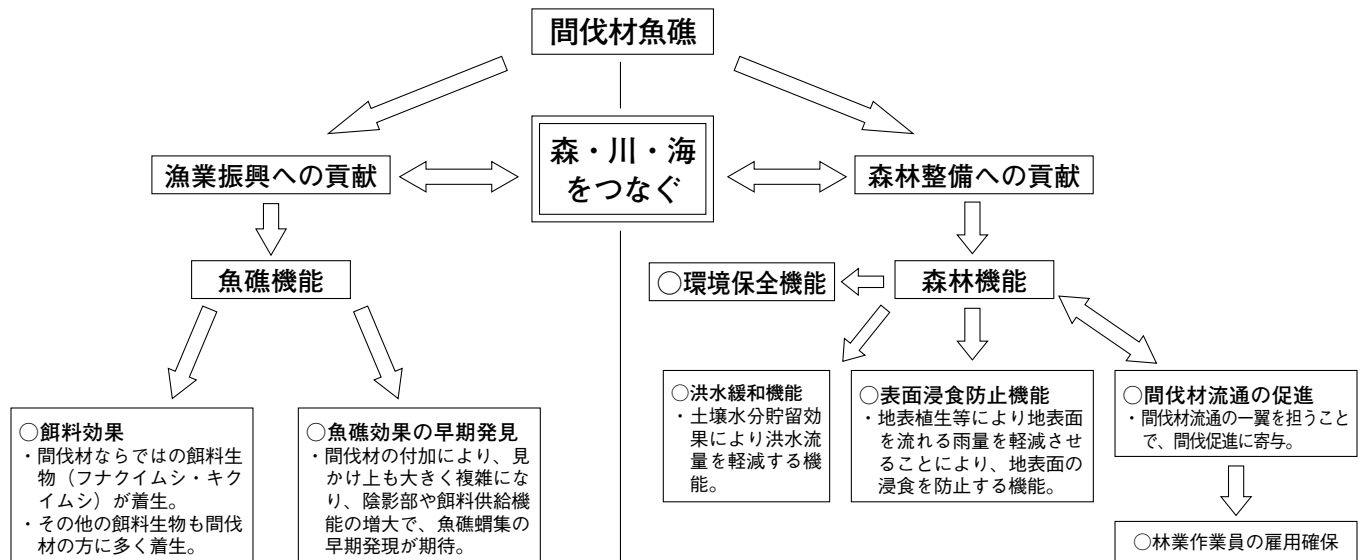 間伐材魚礁
森・川・海
をつなぐ
漁業振興への貢献
森林整備への貢献
魚礁機能
○環境保全機能
森林機能
○餌料効果
・間伐材ならではの餌料生
物（フナクイムシ・キク
イムシ）が着生。
・その他の餌料生物も間伐
材の方に多く着生。
○魚礁効果の早期発見
・間伐材の付加により、見
かけ上も大きく複雑にな
り、陰影部や餌料供給機
能の増大で、魚礁蝟集の
早期発現が期待。
○洪水緩和機能
・土壌水分貯留効
果により洪水流
量を軽減する機
能。
○表面浸食防止機能
・地表植生等により地表面
を流れる雨量を軽減させ
ることにより、地表面の
浸食を防止する機能。
○間伐材流通の促進
・間伐材流通の一翼を担うこと
で、間伐促進に寄与。
○林業作業員の雇用確保